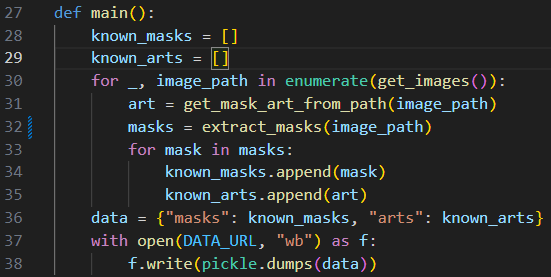 27 def main():
28     known_masks = []
29     known_arts = []
30     for _, image_path in enumerate(get_images()):
31         art = get_mask_art_from_path(image_path)
32         masks = extract_masks(image_path)
33         for mask in masks:
34             known_masks.append(mask)
35             known_arts.append(art)
36     data = {"masks": known_masks, "arts": known_arts}
37     with open(DATA_URL, "wb") as f:
38         f.write(pickle.dumps(data))